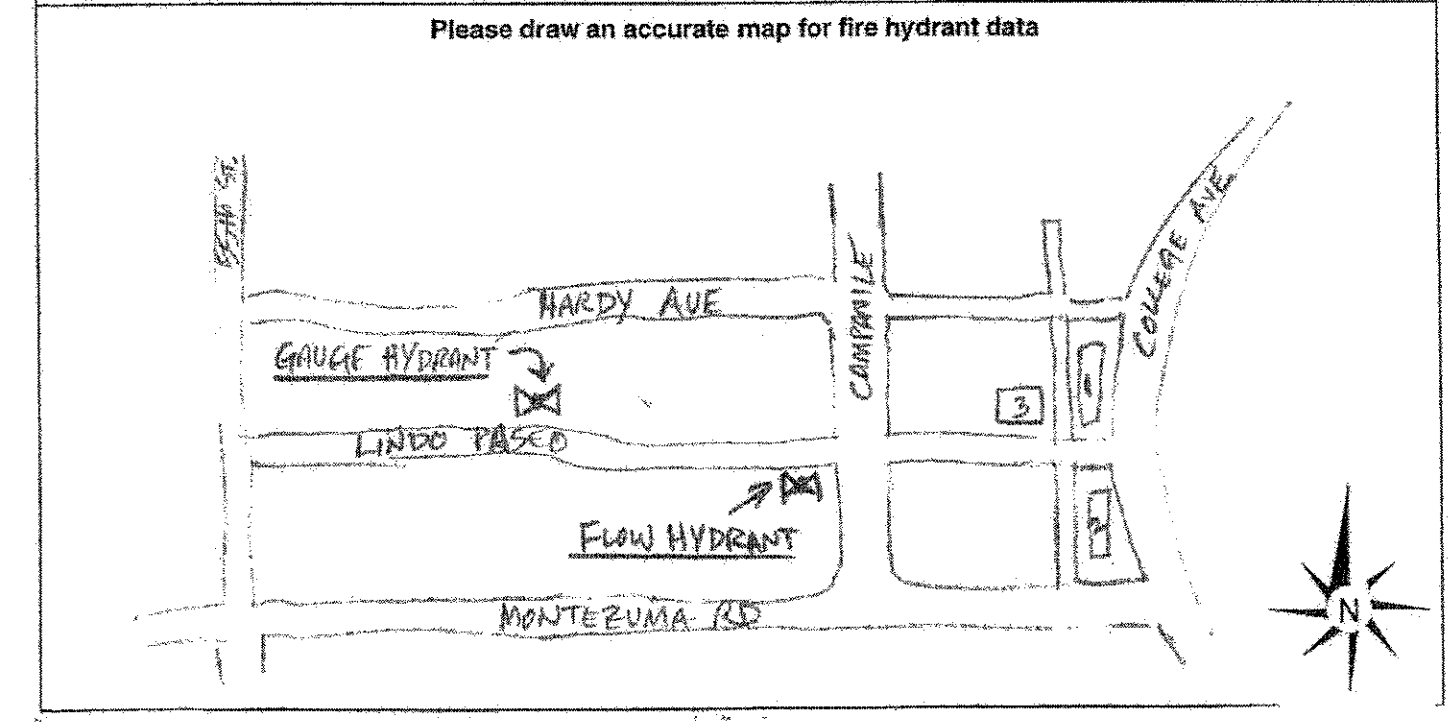 Please draw an accurate map for fire hydrant data
55TH ST.
COLLEGE AVE
CAMPANILE
HARDY AVE
GAUGE HYDRANT
1
3
LINDO PASEO
FLOW HYDRANT
2
MONTEZUMA RD
N